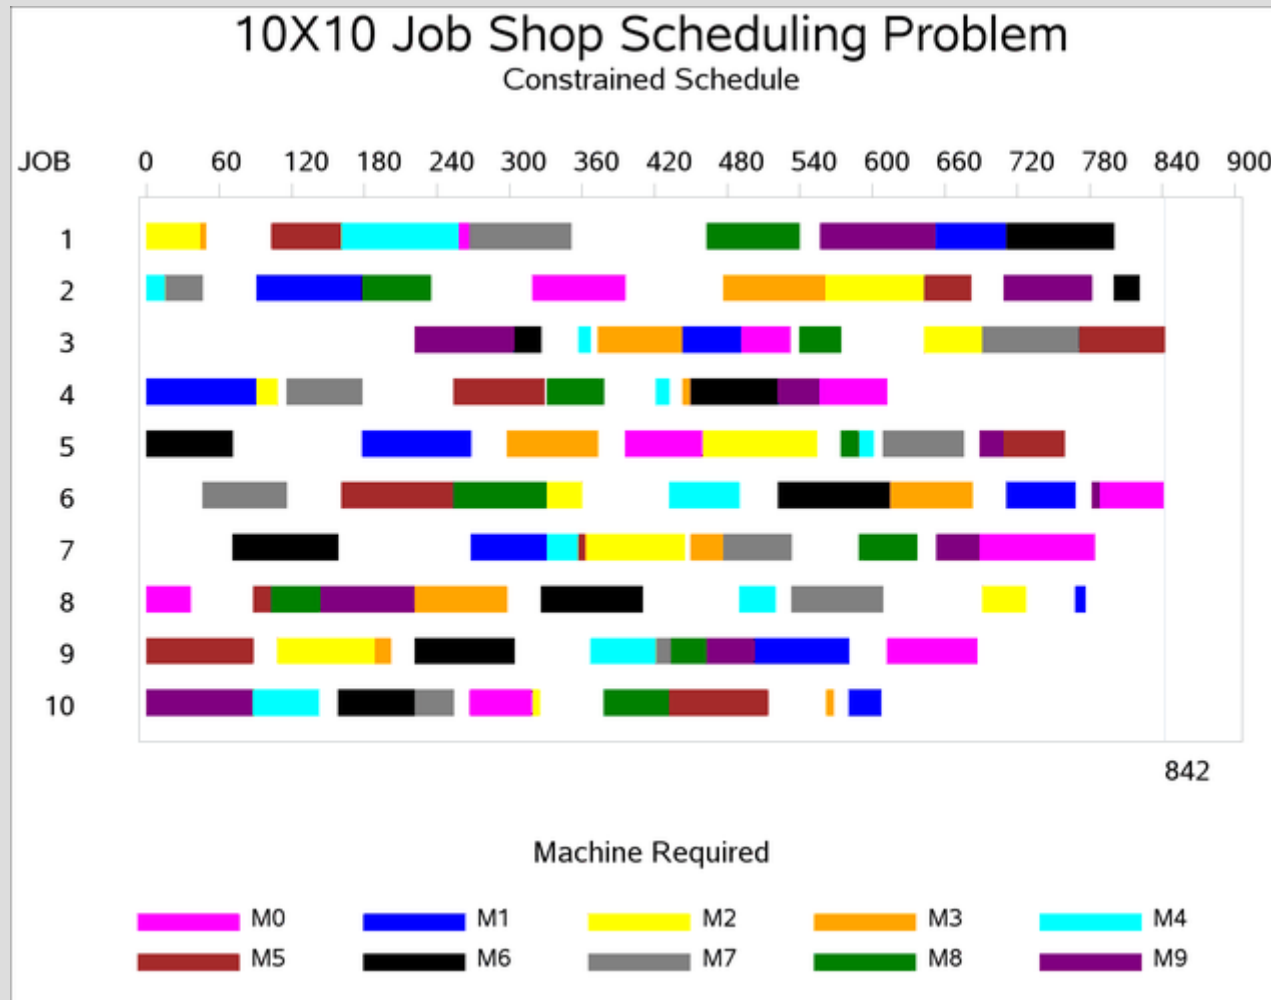 10X10 Job Shop Scheduling Problem
Constrained Schedule
JOB 0 60 120 180 240 300 360 420 480 540 600 660 720 780 840 900
1
2
3
4
5
6
7
8
9
10
842
Machine Required
M0 M1 M2 M3 M4
M5 M6 M7 M8 M9